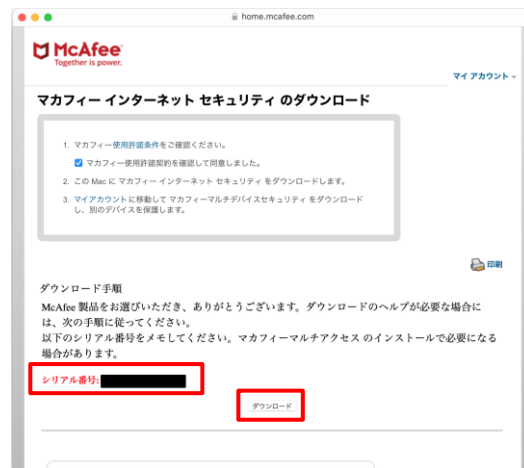 home.mcafee.com
McAfee
Together is power.
マイ アカウント
マカフィー インターネット セキュリティ のダウンロード
1. マカフィー使用許諾条件をご確認ください。
マカフィー使用許諾契約を確認して同意しました。
2. この Mac に マカフィー インターネット セキュリティ をダウンロードします。
3. マイアカウントに移動して マカフィーマルチデバイスセキュリティ をダウンロード
し、別のデバイスを保護します。
印刷
ダウンロード手順
McAfee 製品をお選びいただき、ありがとうございます。ダウンロードのヘルプが必要な場合に
は、次の手順に従ってください。
以下のシリアル番号をメモしてください。マカフィーマルチアクセス のインストールで必要になる
場合があります。
シリアル番号:
ダウンロード